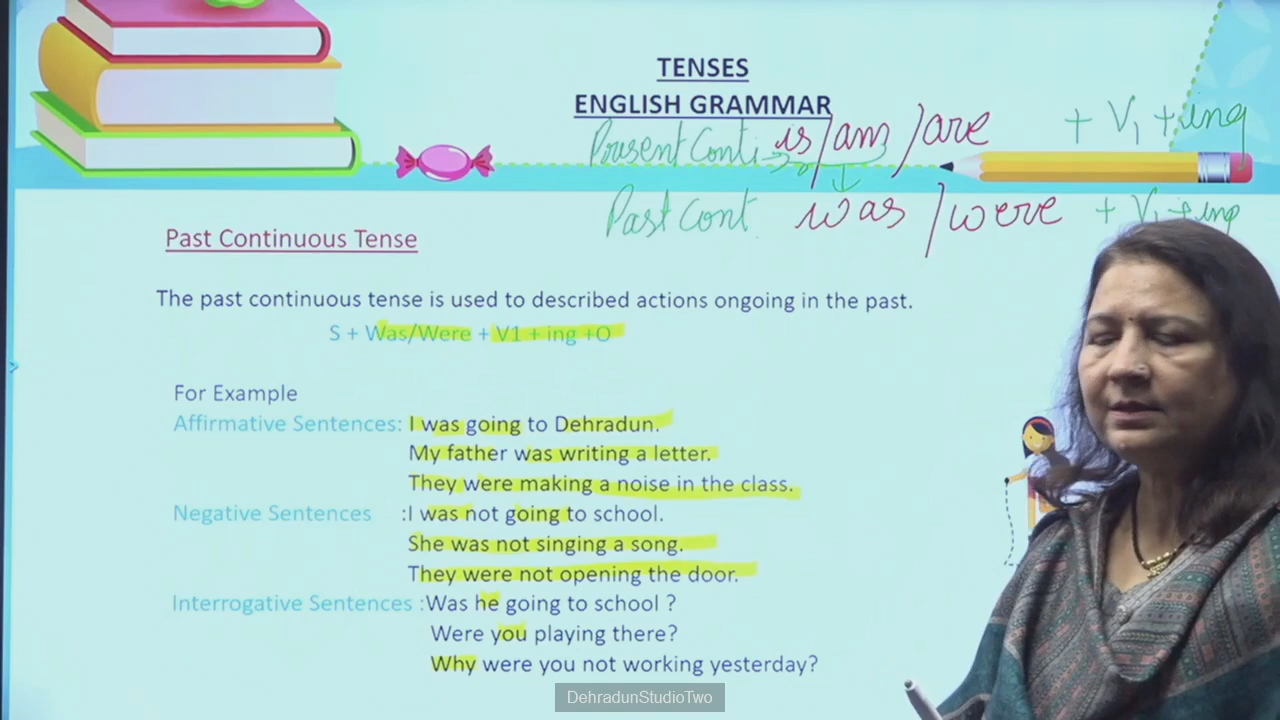 TENSES
ENGLISH GRAMMAR
Present Conti is/am/are + V1 + ing
Past Cont. was/were + V1 + ing
Past Continuous Tense
The past continuous tense is used to described actions ongoing in the past.
S + Was/Were + V1 + ing +O
For Example
Affirmative Sentences: I was going to Dehradun.
My father was writing a letter.
They were making a noise in the class.
Negative Sentences :I was not going to school.
She was not singing a song.
They were not opening the door.
Interrogative Sentences :Was he going to school ?
Were you playing there?
Why were you not working yesterday?
DehradunStudioTwo